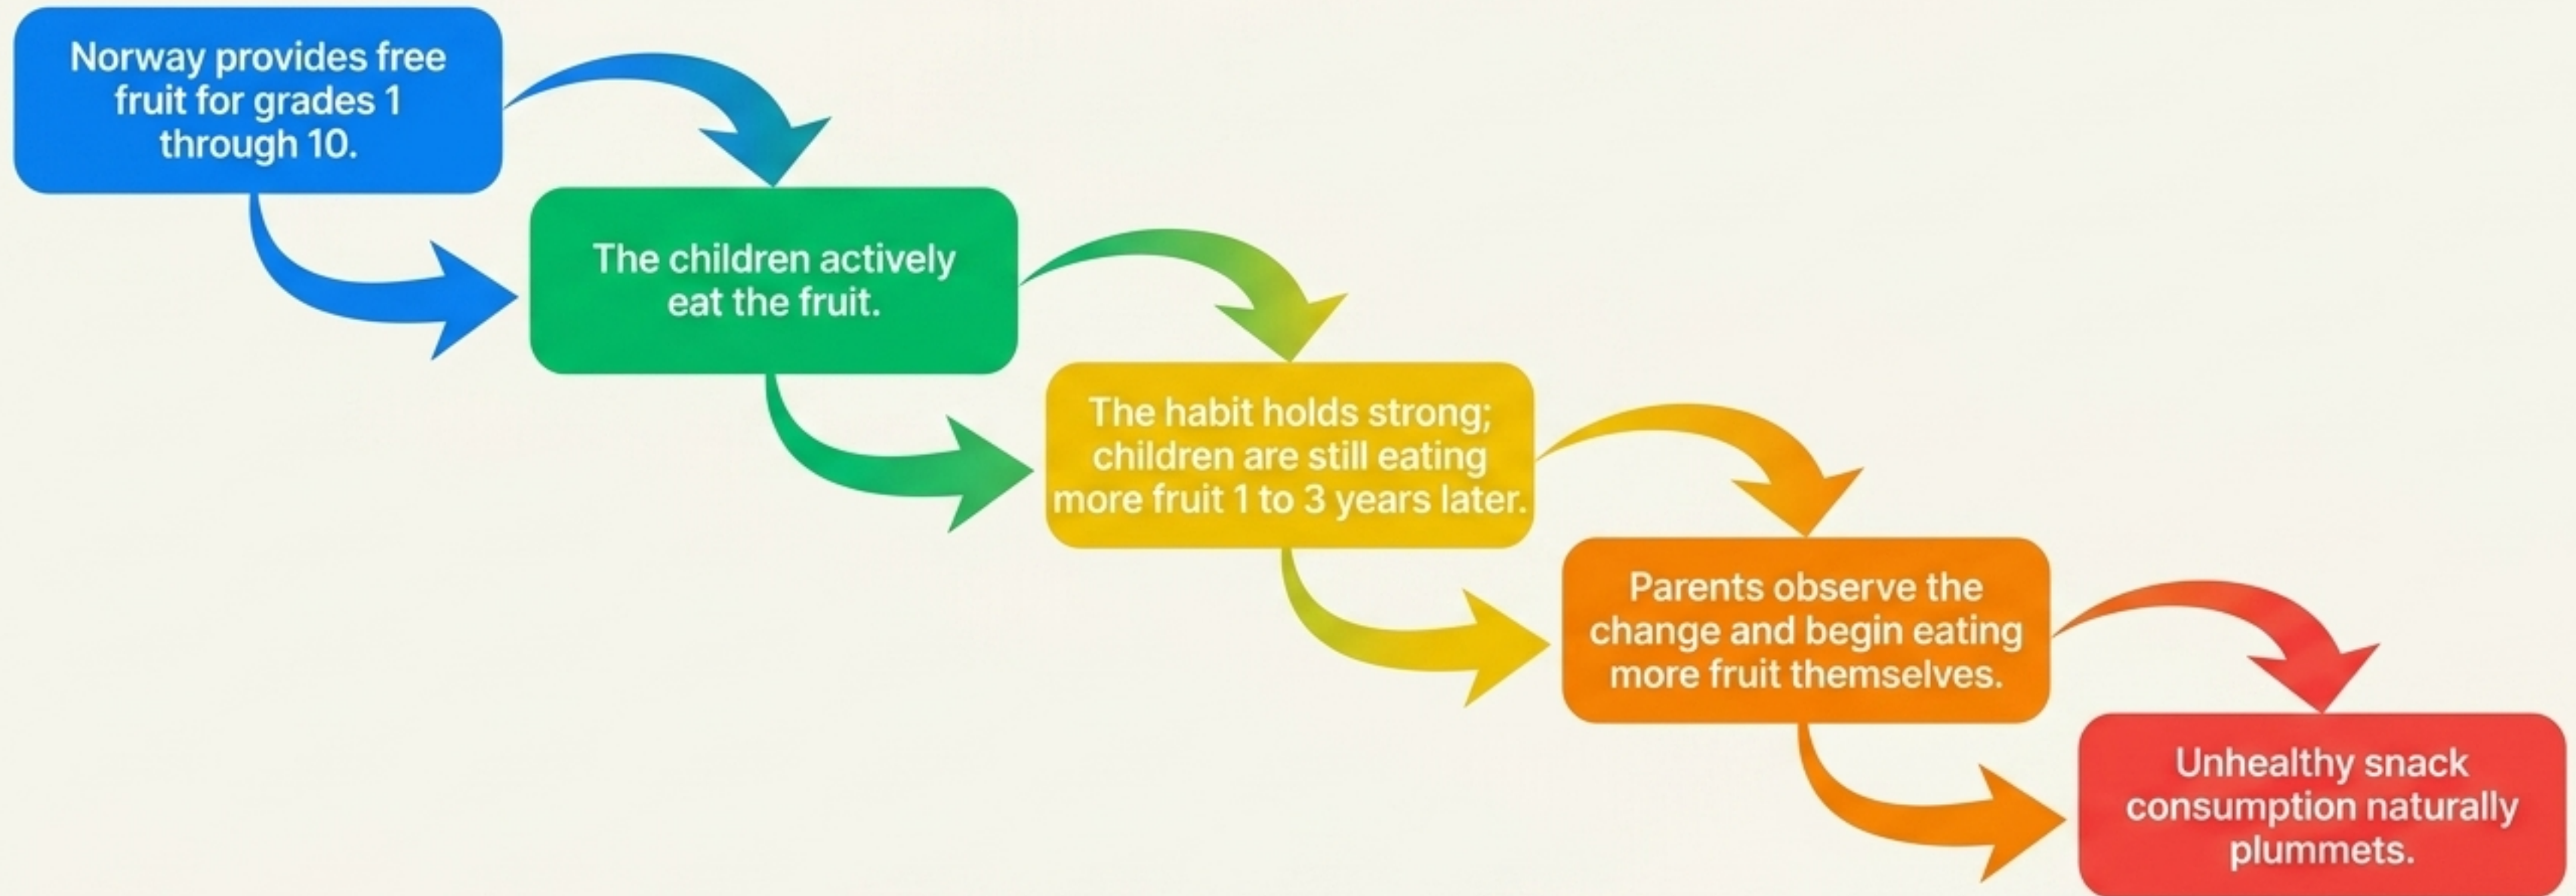 Norway provides free
fruit for grades 1
through 10.
The children actively
eat the fruit.
The habit holds strong;
children are still eating
more fruit 1 to 3 years later.
Parents observe the
change and begin eating
more fruit themselves.
Unhealthy snack
consumption naturally
plummets.